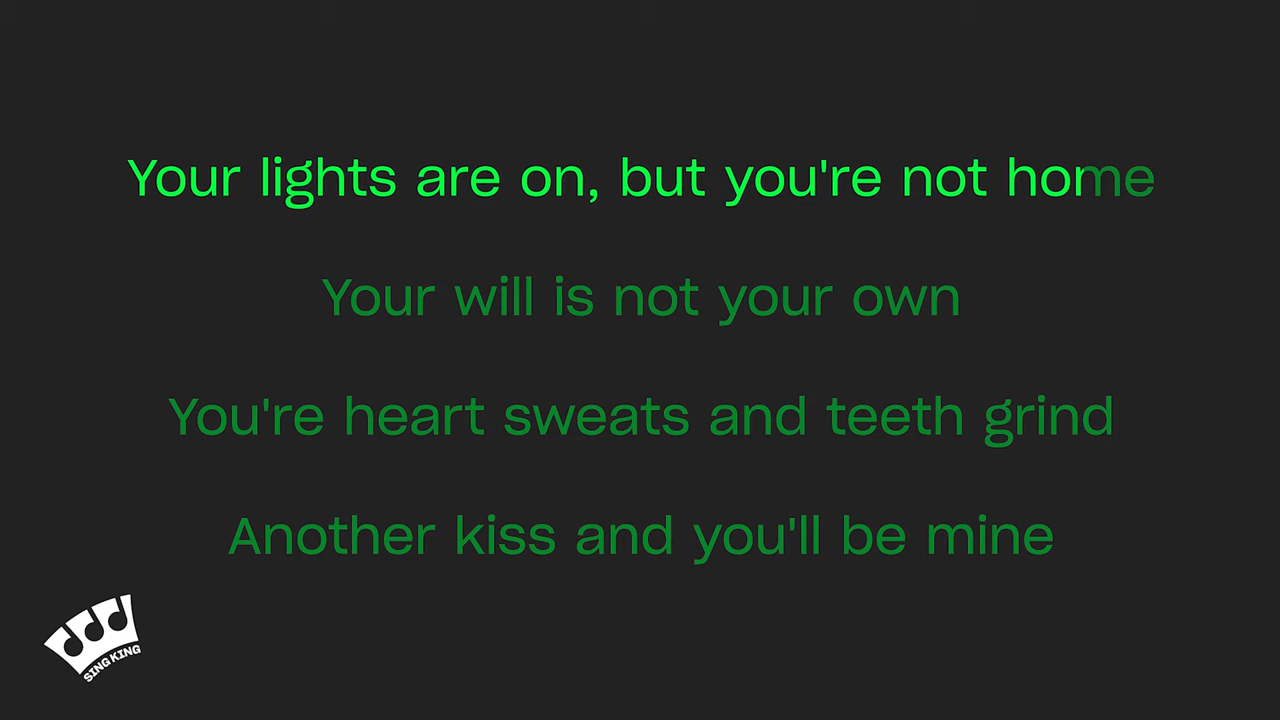 Your lights are on, but you're not home
Your will is not your own
You're heart sweats and teeth grind
Another kiss and you'll be mine
SING KING